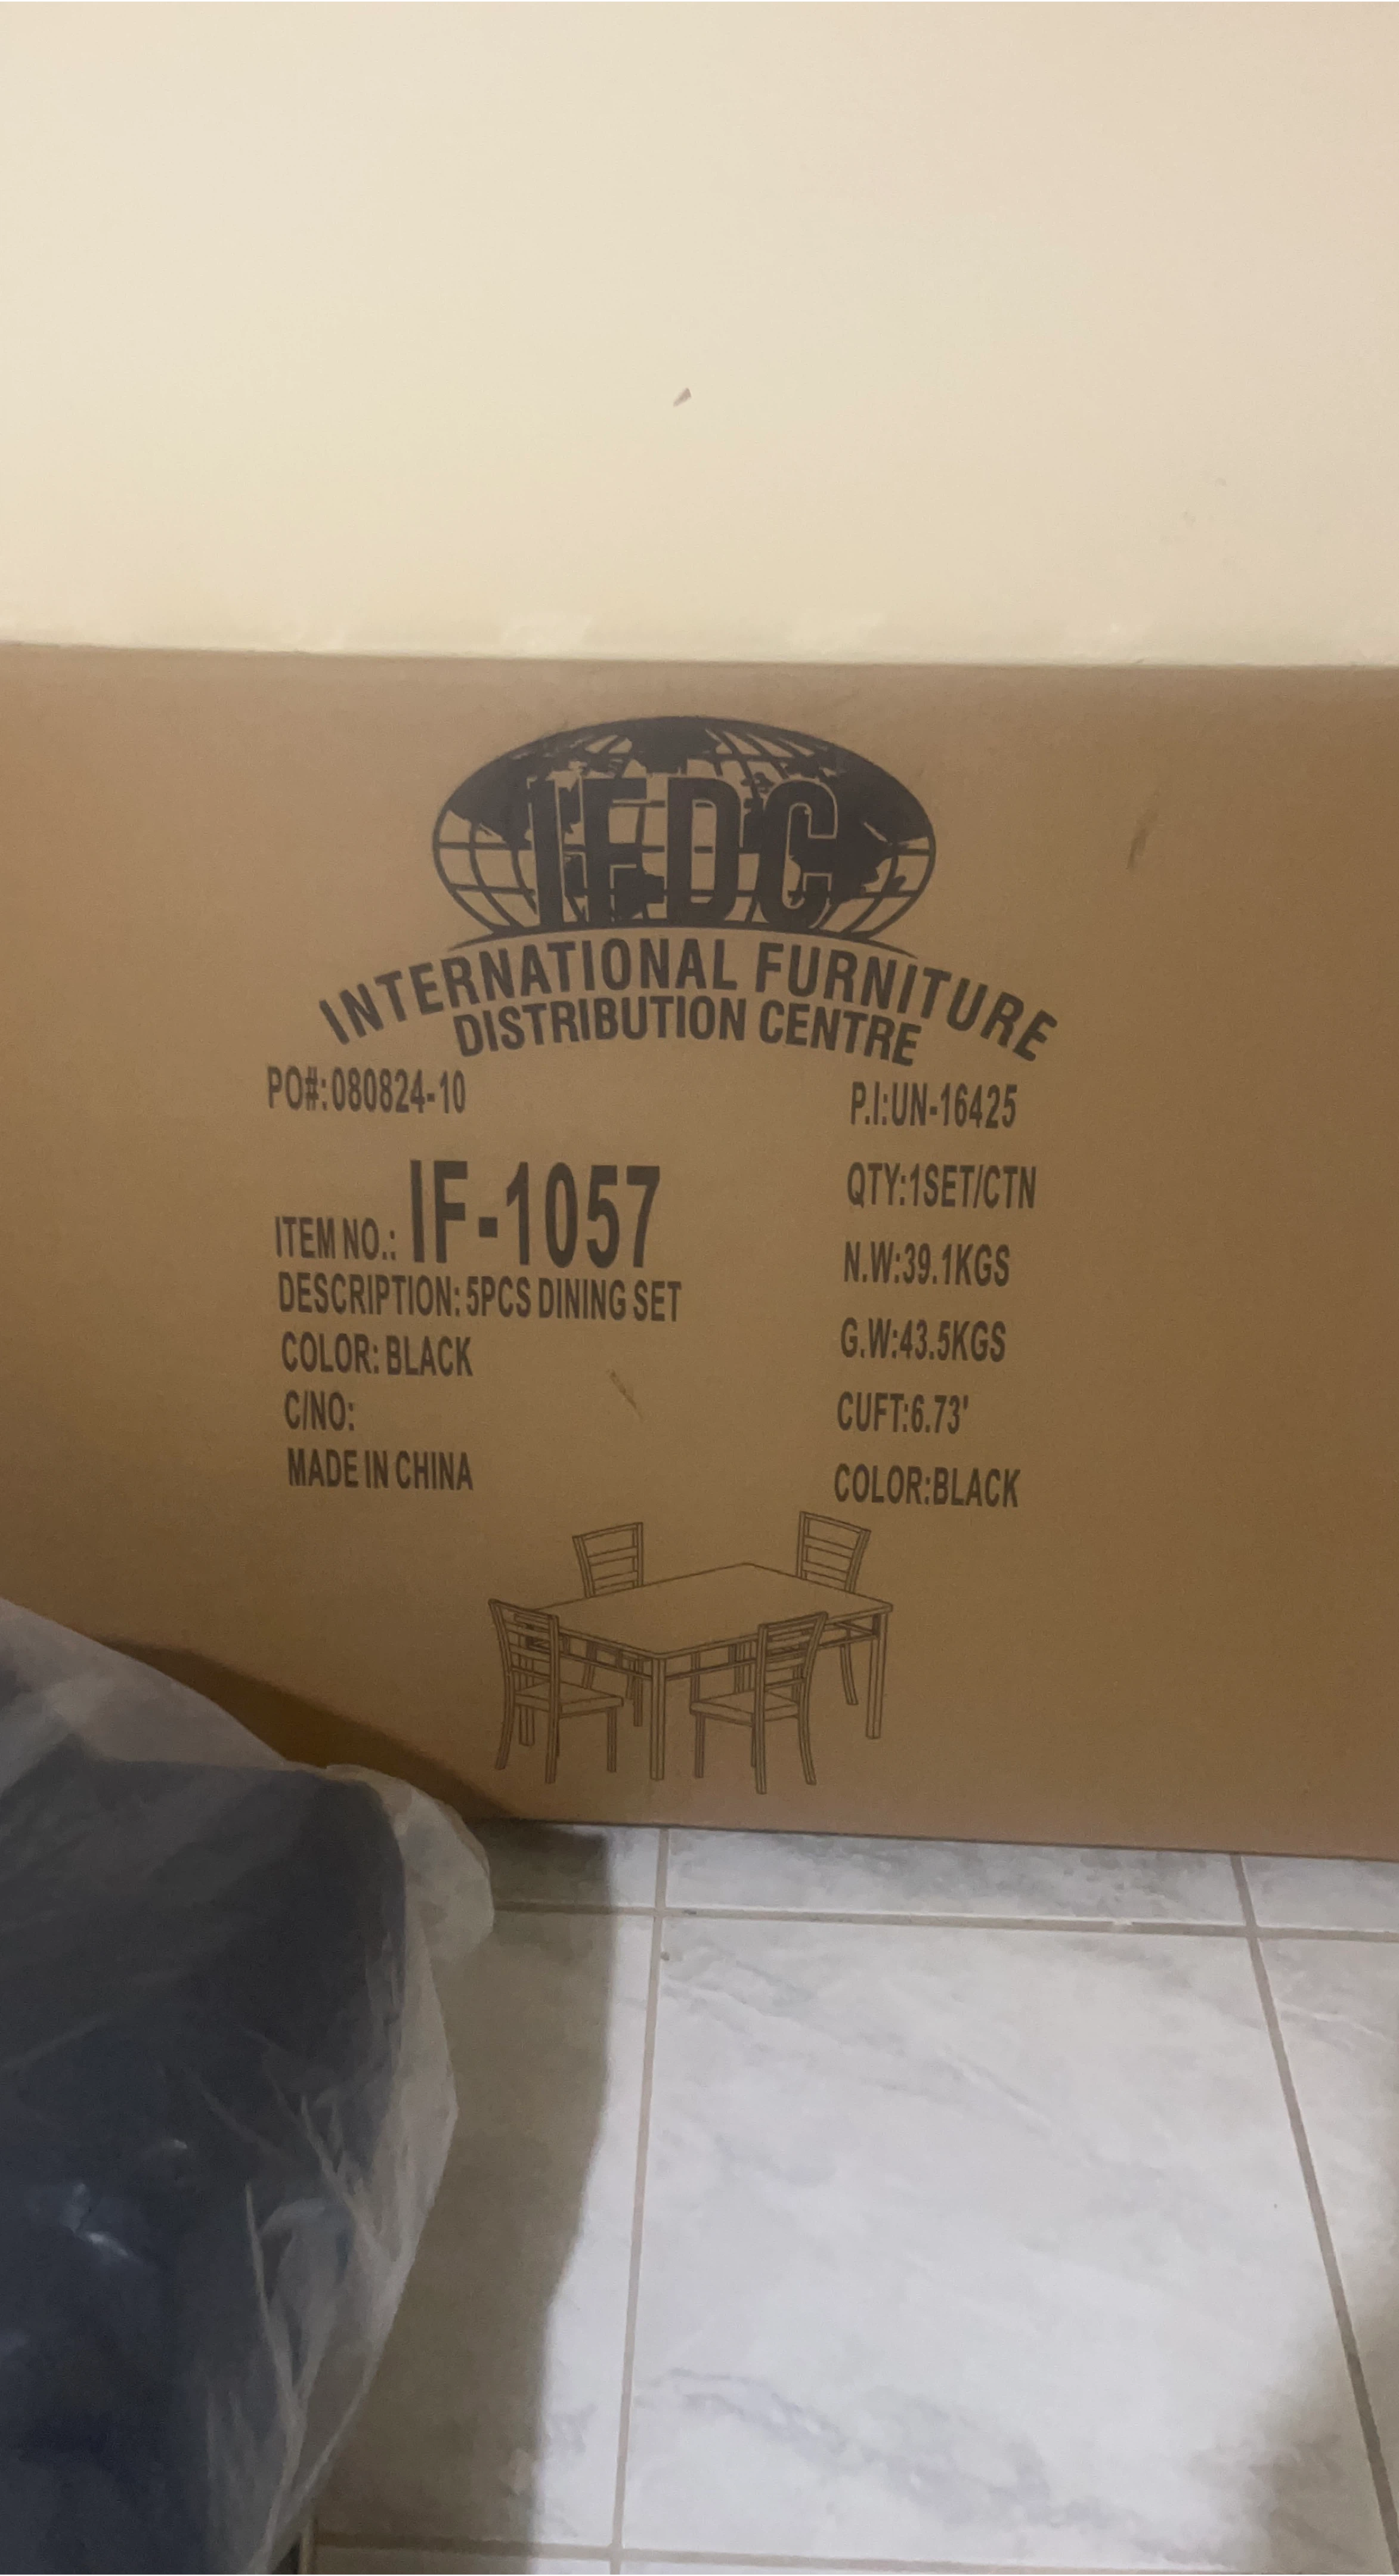 IFDC
INTERNATIONAL FURNITURE
DISTRIBUTION CENTRE
PO#:080824-10
ITEM NO.: IF-1057
DESCRIPTION: 5PCS DINING SET
COLOR: BLACK
C/NO:
MADE IN CHINA
P.I:UN-16425
QTY:1SET/CTN
N.W:39.1KGS
G.W:43.5KGS
CUFT:6.73'
COLOR:BLACK